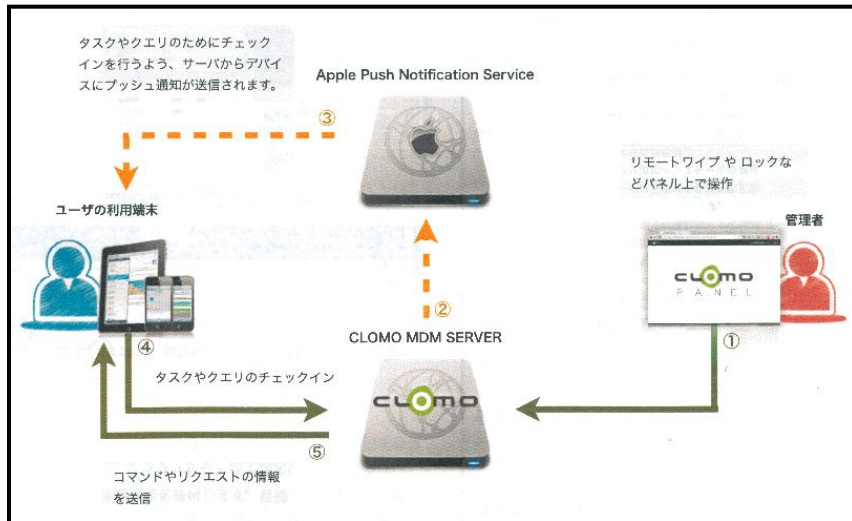 タスクやクエリのためにチェック
インを行うよう、サーバからデバイ
スにプッシュ通知が送信されます。
Apple Push Notification Service
③
リモートワイプ や ロックな
どパネル上で操作
ユーザの利用端末
管理者
CLOMO
PANEL
②
①
CLOMO MDM SERVER
④
タスクやクエリのチェックイン
CLOMO
⑤
コマンドやリクエストの情報
を送信